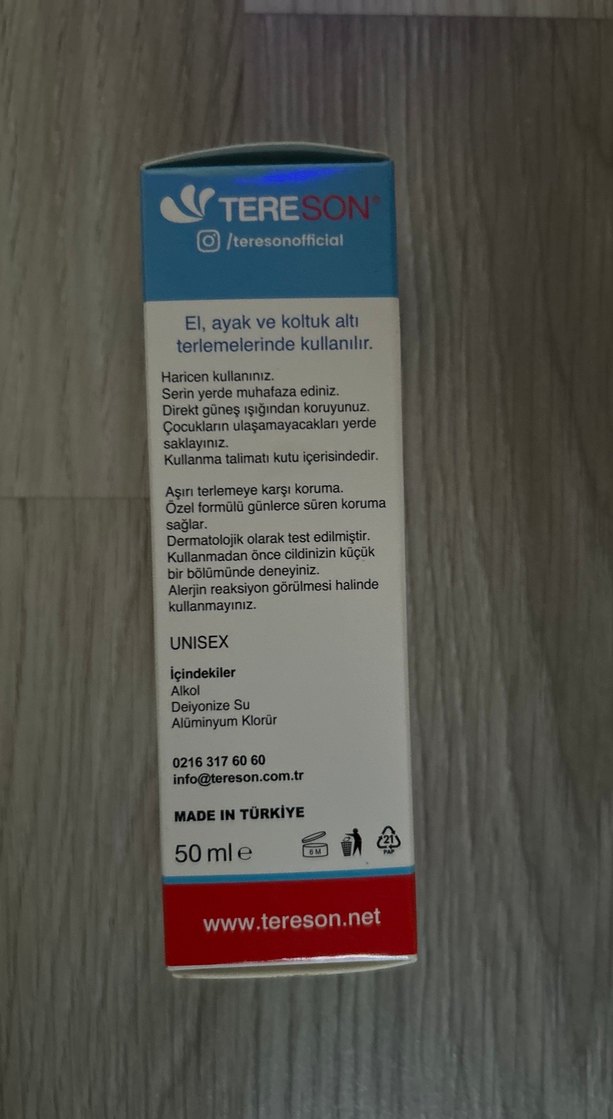 TERESON®
/teresonofficial
El, ayak ve koltuk altı
terlemelerinde kullanılır.
Haricen kullanınız.
Serin yerde muhafaza ediniz.
Direkt güneş ışığından koruyunuz.
Çocukların ulaşamayacakları yerde
saklayınız.
Kullanma talimatı kutu içerisindedir.
Aşırı terlemeye karşı koruma.
Özel formülü günlerce süren koruma
sağlar.
Dermatolojik olarak test edilmiştir.
Kullanmadan önce cildinizin küçük
bir bölümünde deneyiniz.
Alerjin reaksiyon görülmesi halinde
kullanmayınız.
UNISEX
İçindekiler
Alkol
Deiyonize Su
Alüminyum Klorür
0216 317 60 60
info@tereson.com.tr
MADE IN TÜRKİYE
50 ml ℮
6 M
21
PAP
www.tereson.net